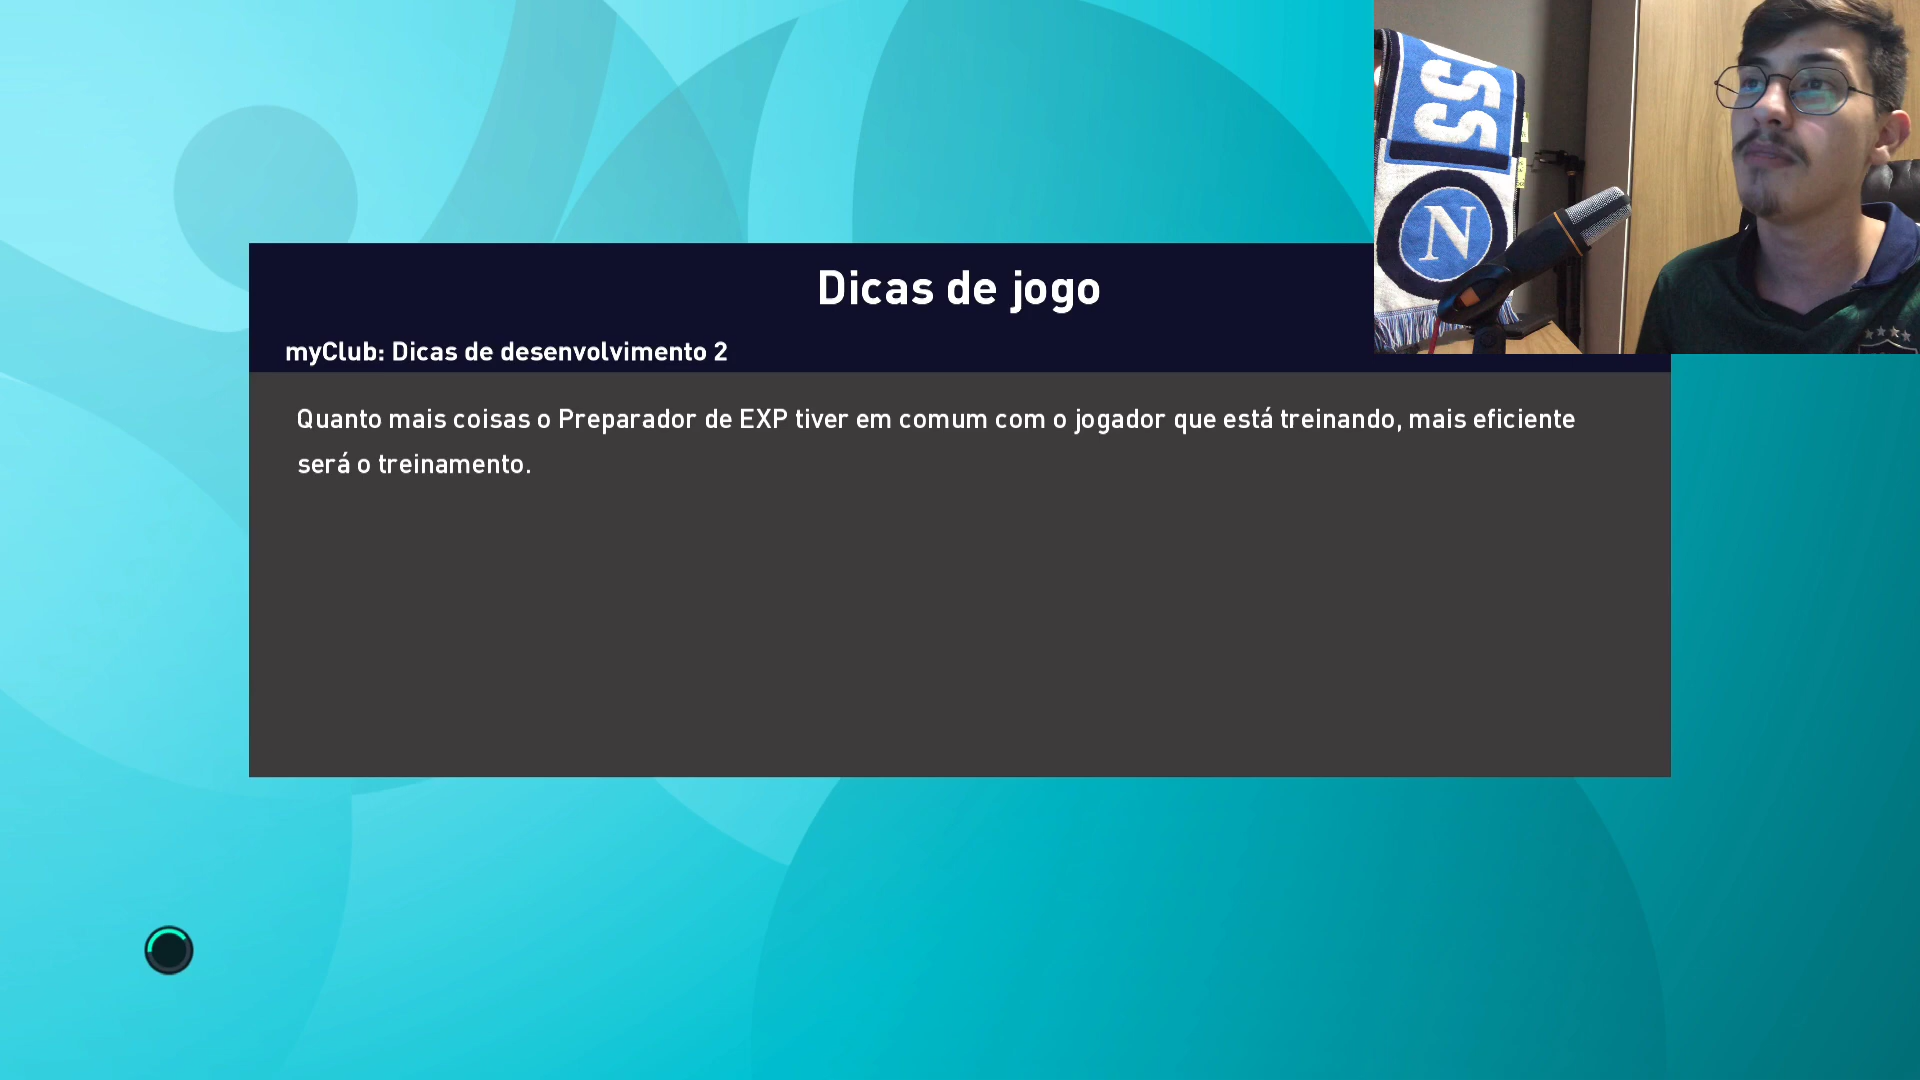 Dicas de jogo
myClub: Dicas de desenvolvimento 2
Quanto mais coisas o Preparador de EXP tiver em comum com o jogador que está treinando, mais eficiente
será o treinamento.
SS
N